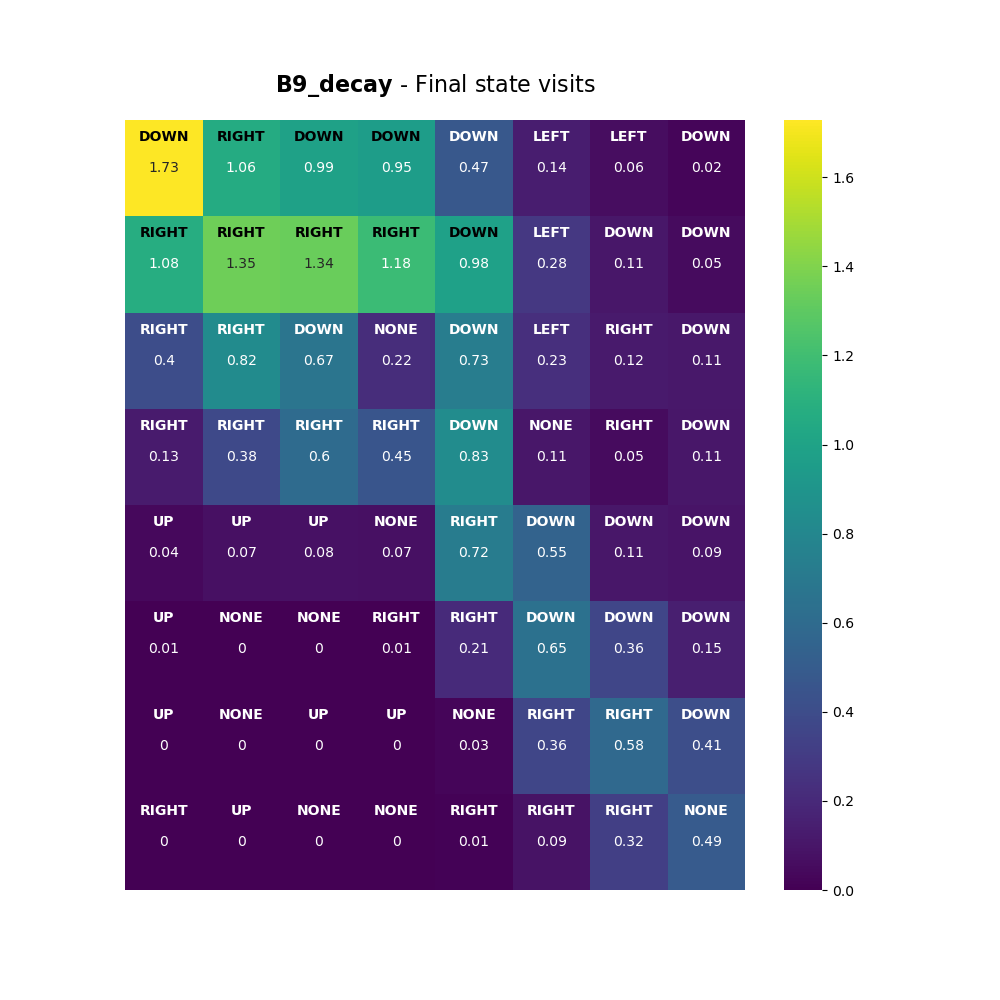 B9_decay - Final state visits
DOWN RIGHT DOWN DOWN DOWN LEFT LEFT DOWN
1.73 1.06 0.99 0.95 0.47 0.14 0.06 0.02
RIGHT RIGHT RIGHT RIGHT DOWN LEFT DOWN DOWN
1.08 1.35 1.34 1.18 0.98 0.28 0.11 0.05
RIGHT RIGHT DOWN NONE DOWN LEFT RIGHT DOWN
0.4 0.82 0.67 0.22 0.73 0.23 0.12 0.11
RIGHT RIGHT RIGHT RIGHT DOWN NONE RIGHT DOWN
0.13 0.38 0.6 0.45 0.83 0.11 0.05 0.11
UP UP UP NONE RIGHT DOWN DOWN DOWN
0.04 0.07 0.08 0.07 0.72 0.55 0.11 0.09
UP NONE NONE RIGHT RIGHT DOWN DOWN DOWN
0.01 0 0 0.01 0.21 0.65 0.36 0.15
UP NONE UP UP NONE RIGHT RIGHT DOWN
0 0 0 0 0.03 0.36 0.58 0.41
RIGHT UP NONE NONE RIGHT RIGHT RIGHT NONE
0 0 0 0 0.01 0.09 0.32 0.49
1.6
1.4
1.2
1.0
0.8
0.6
0.4
0.2
0.0